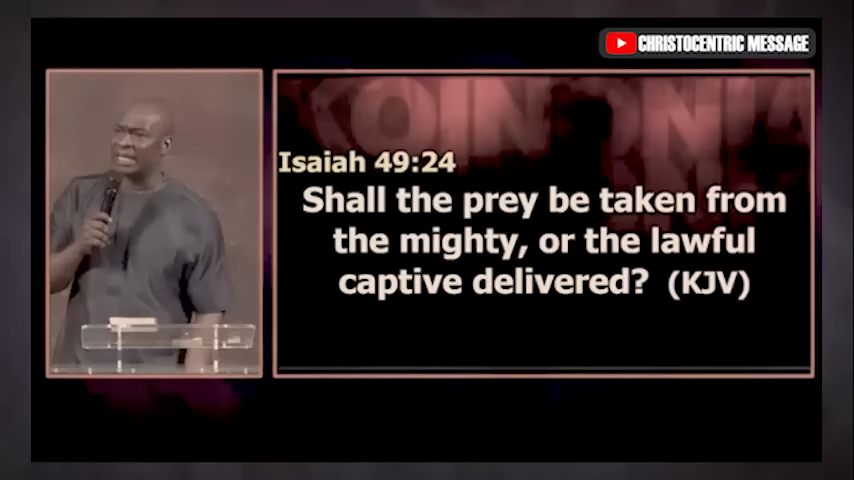 CHRISTOCENTRIC MESSAGE
KOINONIA
Isaiah 49:24
Shall the prey be taken from
the mighty, or the lawful
captive delivered? (KJV)